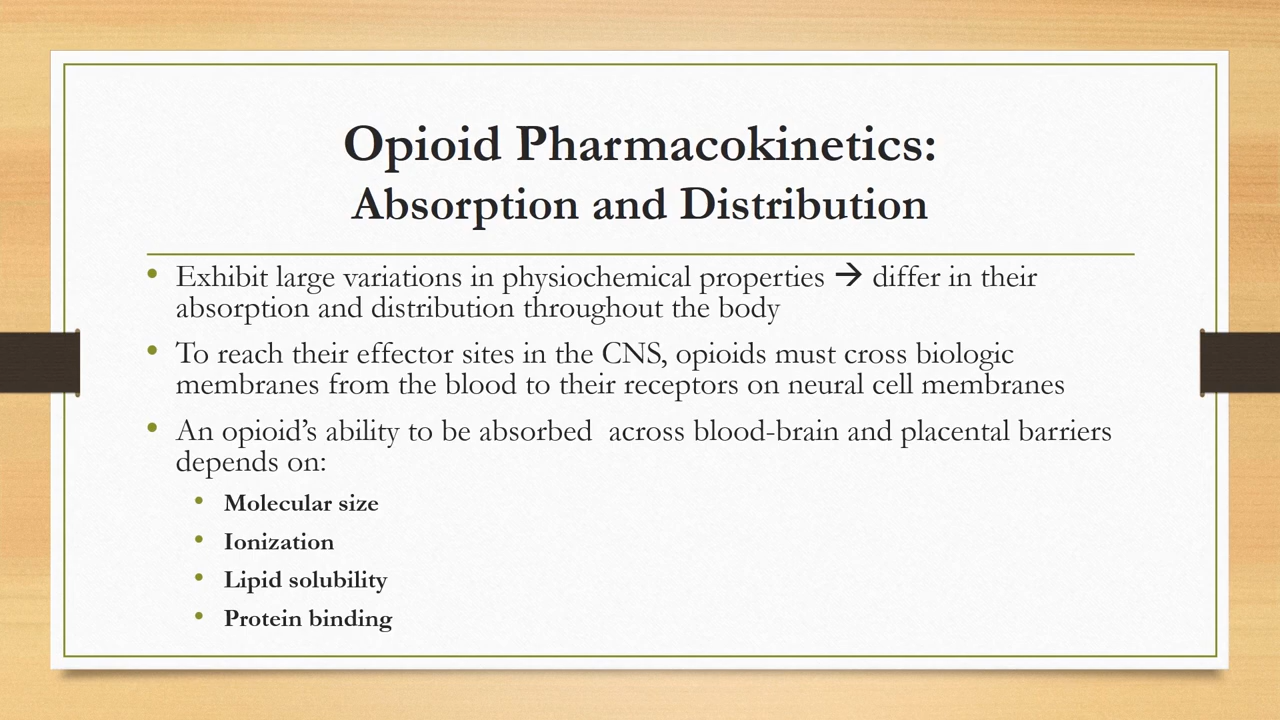 Opioid Pharmacokinetics:
Absorption and Distribution
• Exhibit large variations in physiochemical properties → differ in their
absorption and distribution throughout the body
• To reach their effector sites in the CNS, opioids must cross biologic
membranes from the blood to their receptors on neural cell membranes
• An opioid’s ability to be absorbed  across blood-brain and placental barriers
depends on:
• Molecular size
• Ionization
• Lipid solubility
• Protein binding